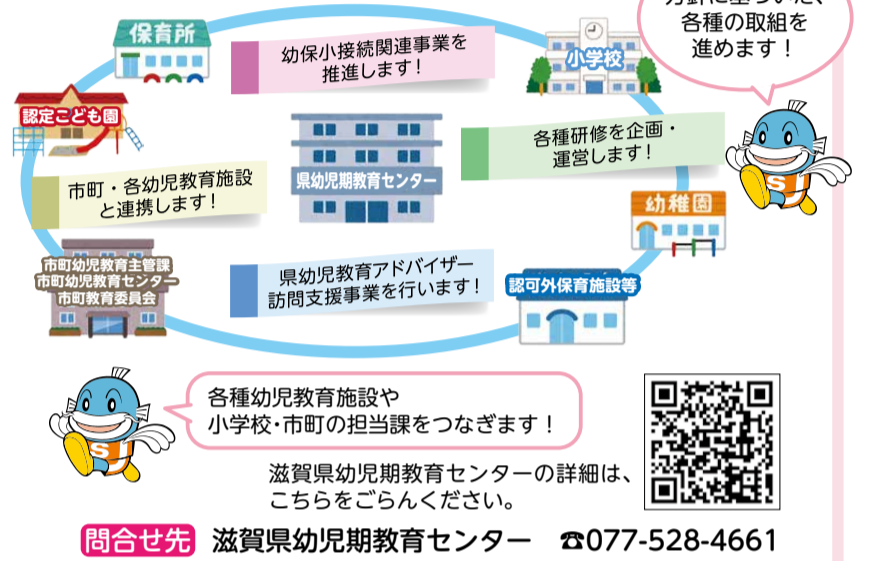 方針に基づいた、
各種の取組を
進めます！
保育所
幼保小接続関連事業を
推進します！
小学校
認定こども園
各種研修を企画・
運営します！
県幼児期教育センター
市町・各幼児教育施設
と連携します！
幼稚園
市町幼児教育主管課
市町幼児教育センター
市町教育委員会
県幼児教育アドバイザー
訪問支援事業を行います！
認可外保育施設等
各種幼児教育施設や
小学校・市町の担当課をつなぎます！
滋賀県幼児期教育センターの詳細は、
こちらをごらんください。
問合せ先 滋賀県幼児期教育センター ☎077-528-4661